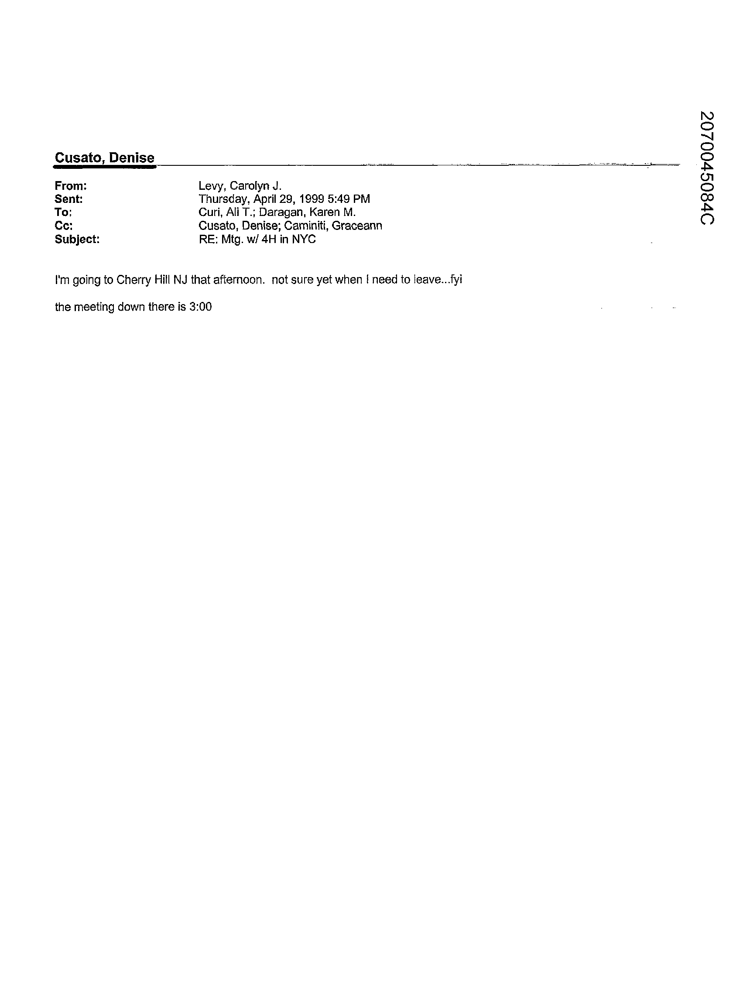 2070045084C
Cusato, Denise
From: Levy, Carolyn J.
Sent: Thursday, April 29, 1999 5:49 PM
To: Curi, Ali T.; Daragan, Karen M.
Cc: Cusato, Denise; Caminiti, Graceann
Subject: RE: Mtg. w/ 4H in NYC
I'm going to Cherry Hill NJ that afternoon.  not sure yet when I need to leave...fyi
the meeting down there is 3:00